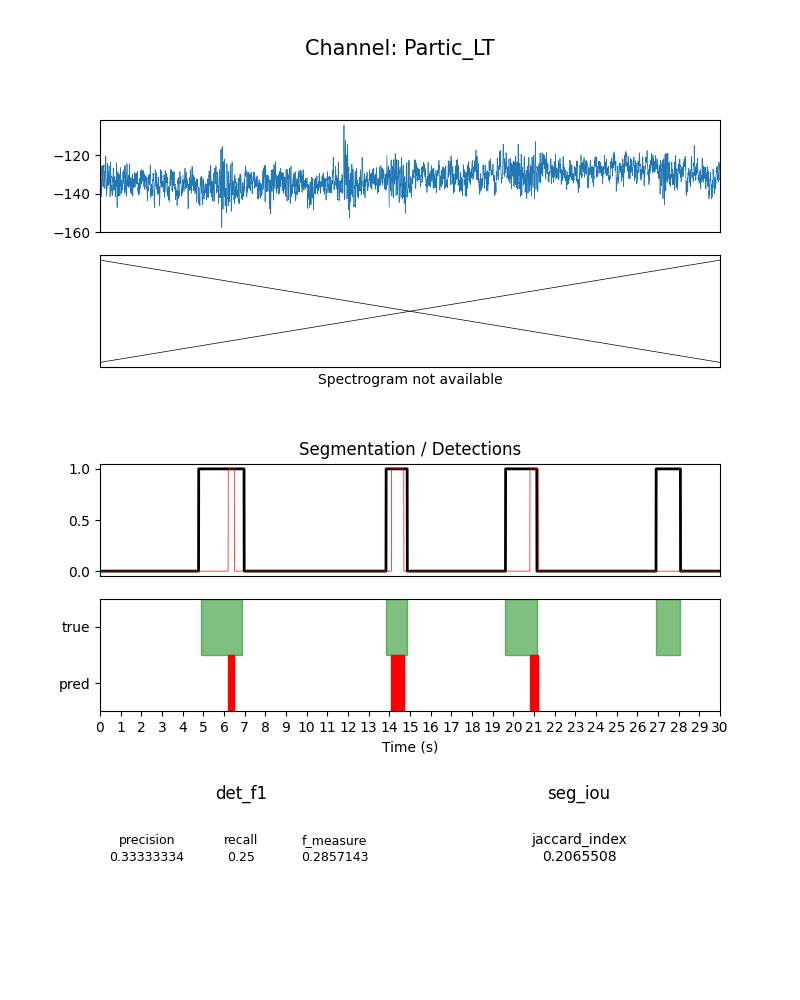 Channel: Partic_LT
−120
−140
−160
Spectrogram not available
Segmentation / Detections
1.0
0.5
0.0
true
pred
0 1 2 3 4 5 6 7 8 9 10 11 12 13 14 15 16 17 18 19 20 21 22 23 24 25 26 27 28 29 30
Time (s)
det_f1 seg_iou
precision recall f_measure jaccard_index
0.33333334 0.25 0.2857143 0.2065508